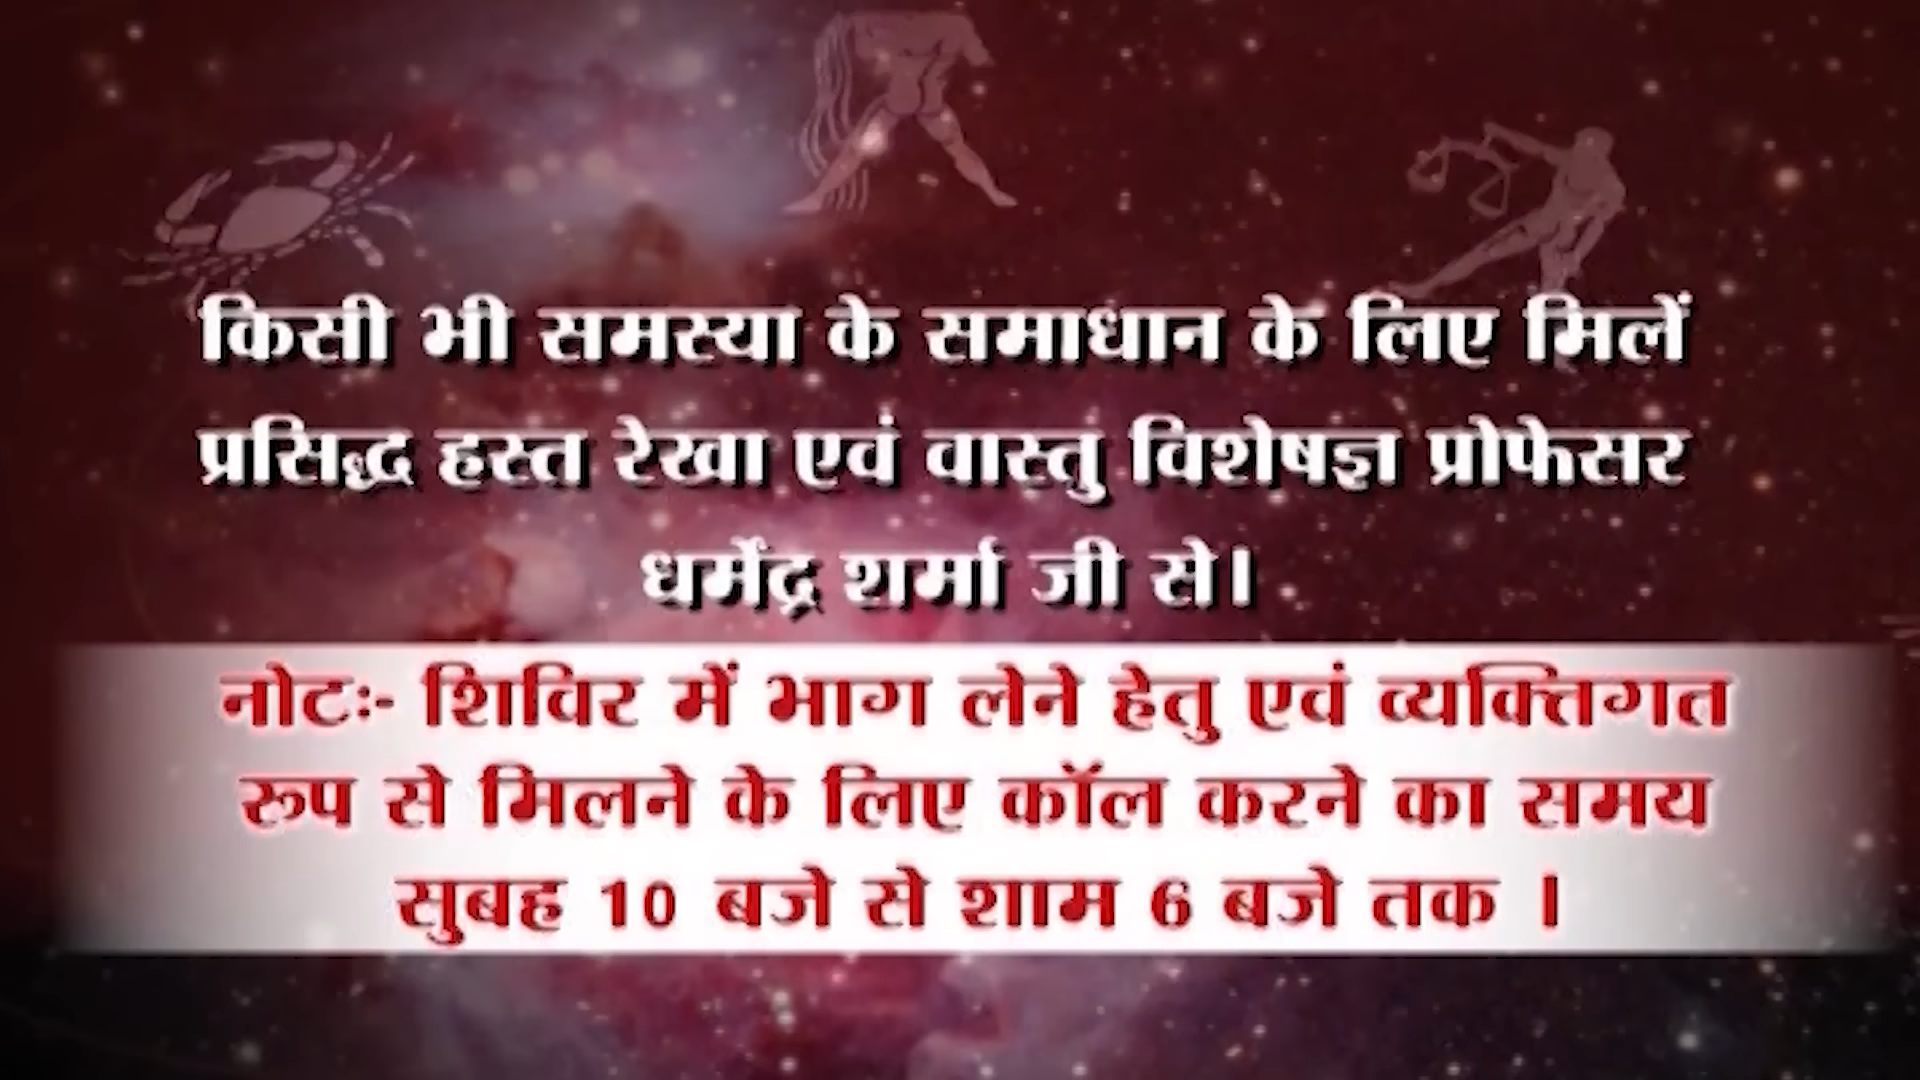 किसी भी समस्या के समाधान के लिए मिलें
प्रसिद्ध हस्त रेखा एवं वास्तु विशेषज्ञ प्रोफेसर
धर्मेंद्र शर्मा जी से।
नोटः- शिविर में भाग लेने हेतु एवं व्यक्तिगत
रूप से मिलने के लिए कॉल करने का समय
सुबह 10 बजे से शाम 6 बजे तक ।